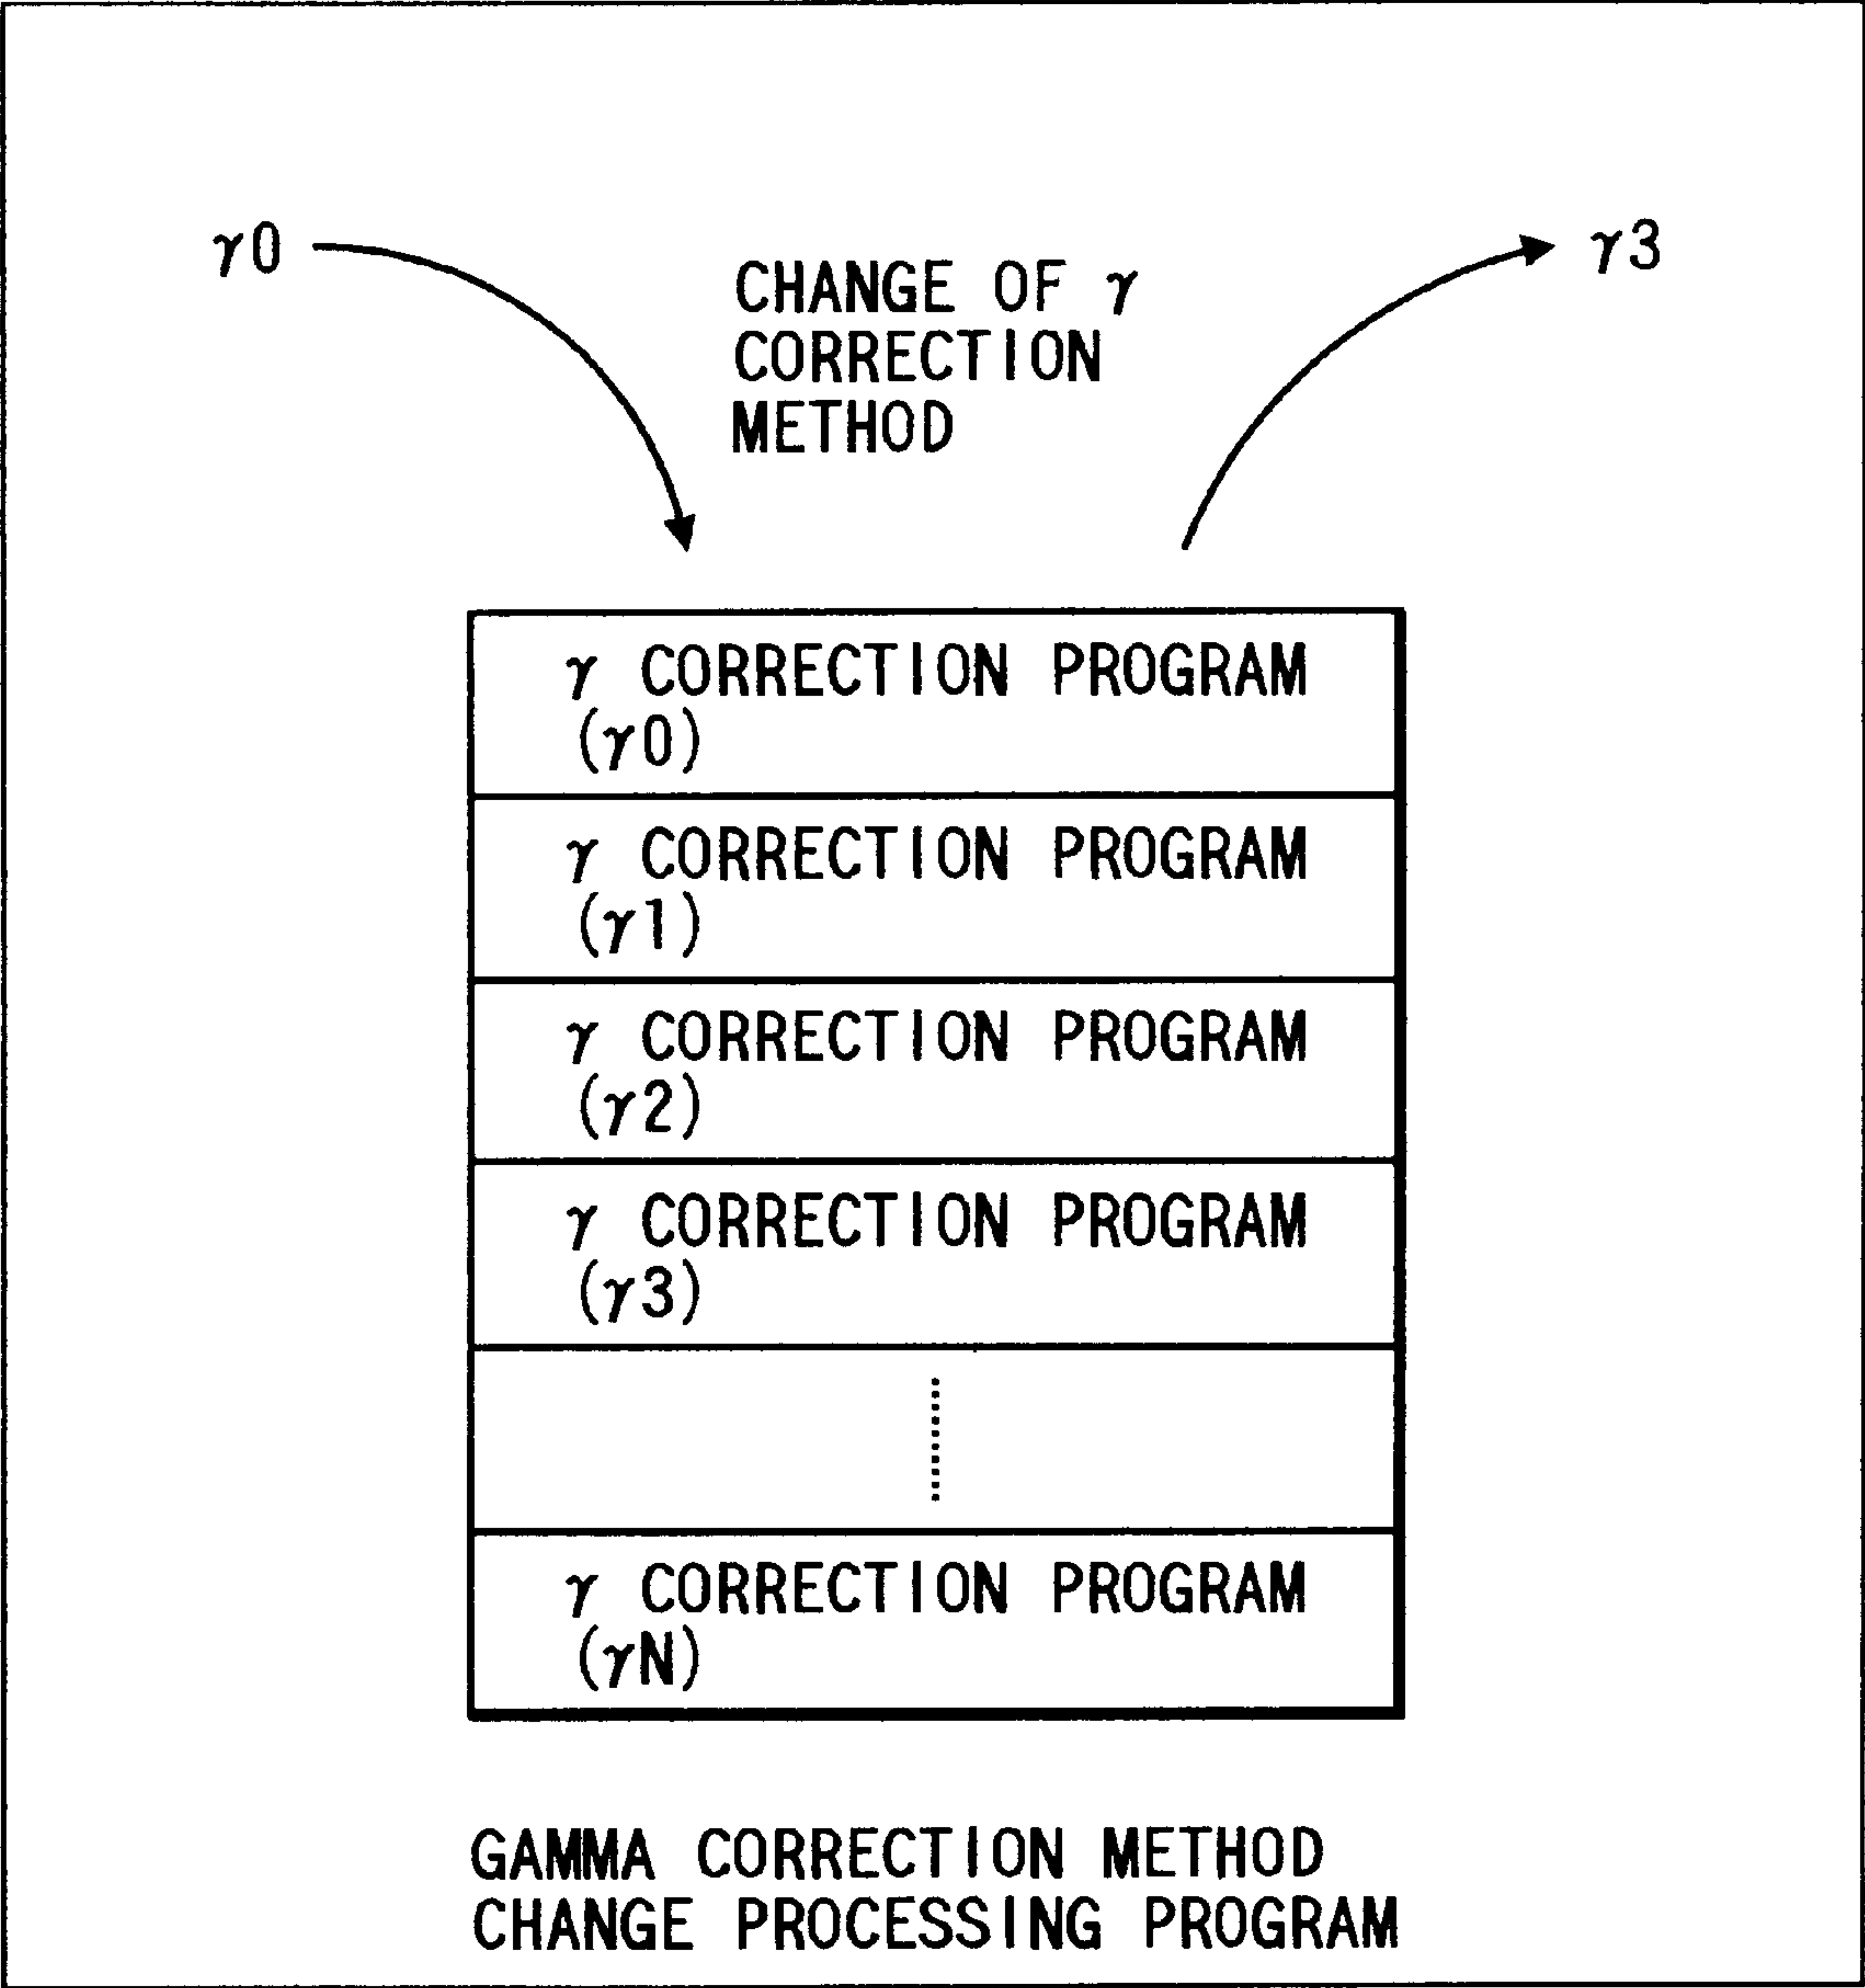 γ0
CHANGE OF γ
CORRECTION
METHOD
γ3
γ CORRECTION PROGRAM
(γ0)
γ CORRECTION PROGRAM
(γ1)
γ CORRECTION PROGRAM
(γ2)
γ CORRECTION PROGRAM
(γ3)
γ CORRECTION PROGRAM
(γN)
GAMMA CORRECTION METHOD
CHANGE PROCESSING PROGRAM